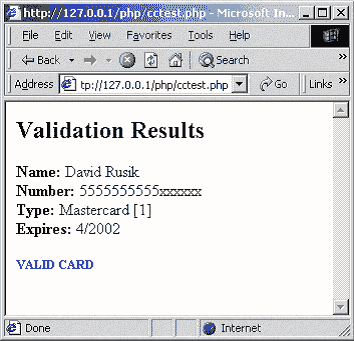 http://127.0.0.1/php/cctest.php - Microsoft In...
File Edit View Favorites Tools Help
Back Search
Address tp://127.0.0.1/php/cctest.php Go Links
Validation Results
Name: David Rusik
Number: 5555555555xxxxxx
Type: Mastercard [1]
Expires: 4/2002
VALID CARD
Done Internet